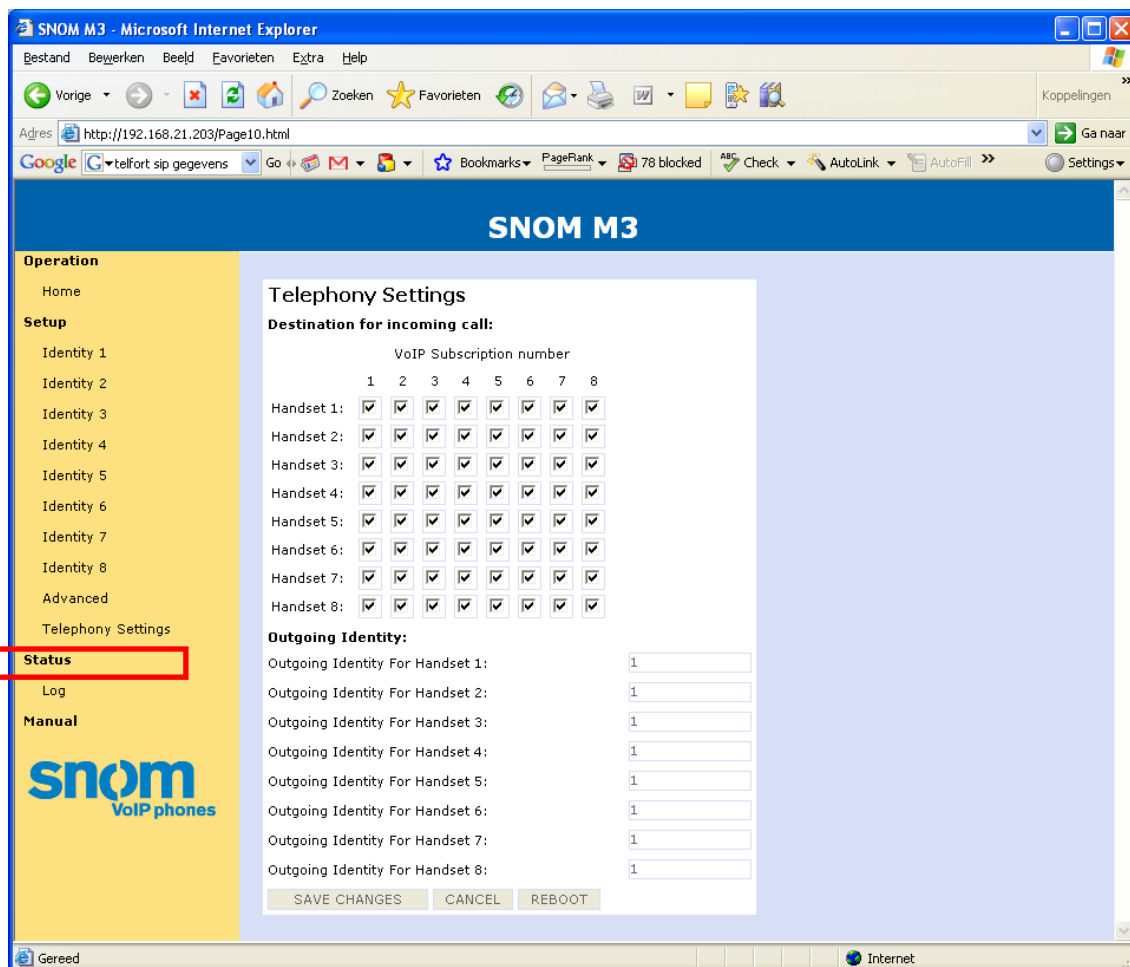 SNOM M3 - Microsoft Internet Explorer
Bestand Bewerken Beeld Favorieten Extra Help
Vorige Zoeken Favorieten Koppelingen
Adres http://192.168.21.203/Page10.html Ga naar
Google telfort sip gegevens Go Bookmarks PageRank 78 blocked ABC Check AutoLink AutoFill Settings
SNOM M3
Operation
Home
Setup
Identity 1
Identity 2
Identity 3
Identity 4
Identity 5
Identity 6
Identity 7
Identity 8
Advanced
Telephony Settings
Status
Log
Manual
snom
VoIP phones
Telephony Settings
Destination for incoming call:
VoIP Subscription number
1 2 3 4 5 6 7 8
Handset 1:
Handset 2:
Handset 3:
Handset 4:
Handset 5:
Handset 6:
Handset 7:
Handset 8:
Outgoing Identity:
Outgoing Identity For Handset 1: 1
Outgoing Identity For Handset 2: 1
Outgoing Identity For Handset 3: 1
Outgoing Identity For Handset 4: 1
Outgoing Identity For Handset 5: 1
Outgoing Identity For Handset 6: 1
Outgoing Identity For Handset 7: 1
Outgoing Identity For Handset 8: 1
SAVE CHANGES CANCEL REBOOT
Gereed Internet